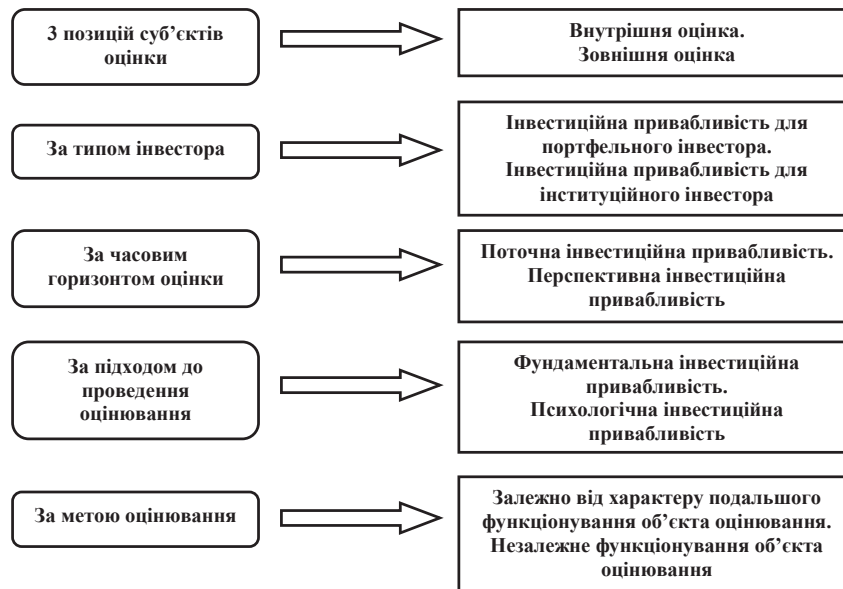 З позицій суб’єктів
оцінки
Внутрішня оцінка.
Зовнішня оцінка
За типом інвестора
Інвестиційна привабливість для
портфельного інвестора.
Інвестиційна привабливість для
інституційного інвестора
За часовим
горизонтом оцінки
Поточна інвестиційна привабливість.
Перспективна інвестиційна
привабливість
За підходом до
проведення
оцінювання
Фундаментальна інвестиційна
привабливість.
Психологічна інвестиційна
привабливість
За метою оцінювання
Залежно від характеру подальшого
функціонування об’єкта оцінювання.
Незалежне функціонування об’єкта
оцінювання